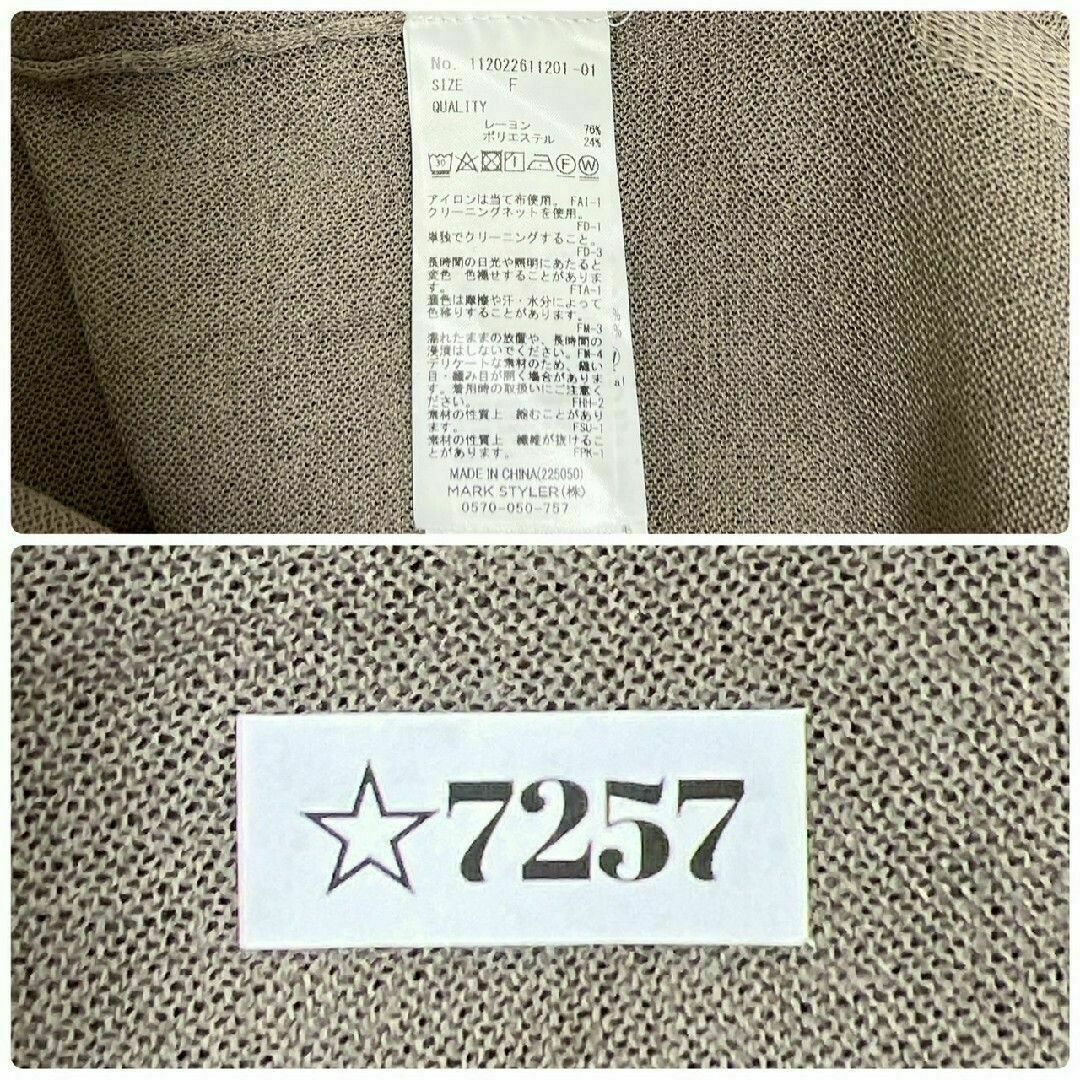 No. 112022611201-01
SIZE F
QUALITY
レーヨン 76%
ポリエステル 24%
30 1 F W
アイロンは当て布使用。 FAI-1
クリーニングネットを使用。
FD-1
単独でクリーニングすること。
FD-3
長時間の日光や照明にあたると
変色 色褪せすることがありま
す。 FTA-1
濃色は摩擦や汗・水分によって
色移りすることがあります。
FM-3
濡れたままの放置や、長時間の
浸漬はしないでください。FM-4
デリケートな素材のため、縫い
目・編み目が開く場合がありま
す。着用時の取扱いにご注意く
ださい。 FHH-2
素材の性質上 縮むことがあり
ます。 FSU-1
素材の性質上 繊維が抜けるこ
とがあります。 FPK-1
MADE IN CHINA(225050)
MARK STYLER(株)
0570-050-757
☆7257